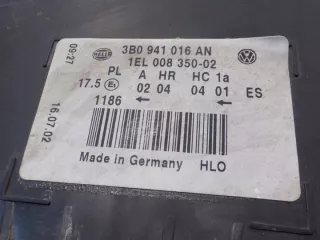 HELLA
3B0 941 016 AN
1EL 008 350-02
PL A HR HC 1a
17.5 E1 02 04 04 01 ES
1186 ← ←
Made in Germany HLO
09-27
16.07.02